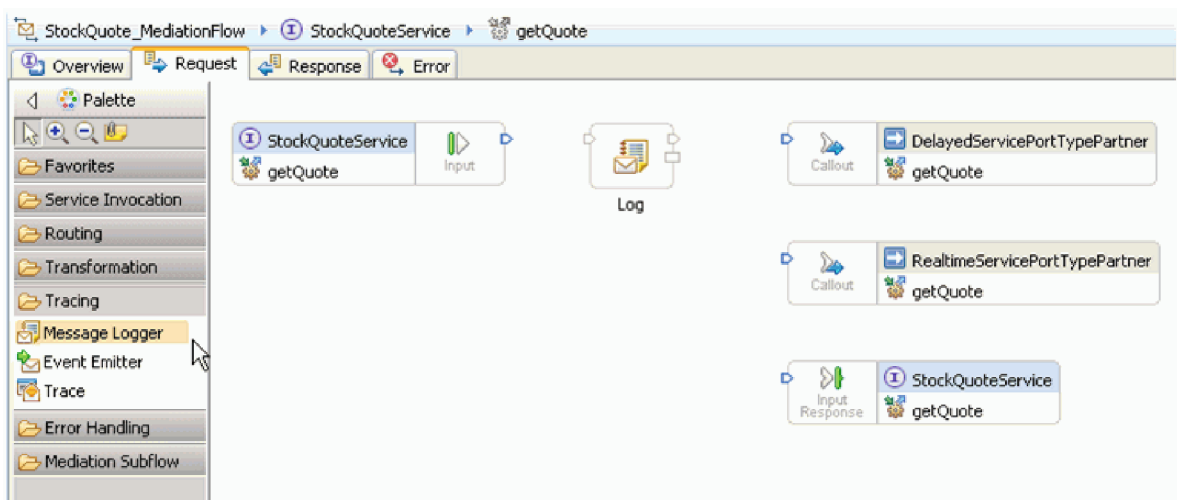 StockQuote_MediationFlow StockQuoteService getQuote
Overview Request Response Error
Palette
Favorites
Service Invocation
Routing
Transformation
Tracing
Message Logger
Event Emitter
Trace
Error Handling
Mediation Subflow
StockQuoteService
getQuote
Input
Log
Callout
DelayedServicePortTypePartner
getQuote
Callout
RealtimeServicePortTypePartner
getQuote
Input
Response
StockQuoteService
getQuote